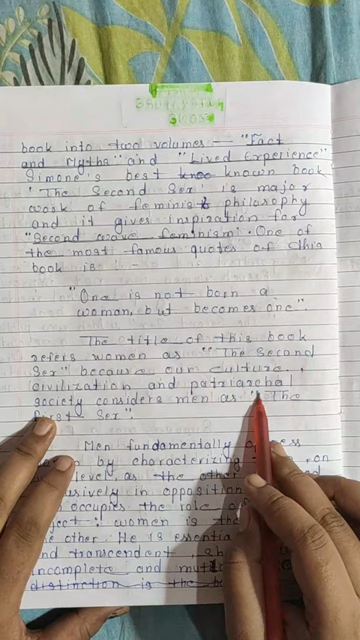 book into two volumes — "Fact
and Myths" and "Lived Experience"
Simone's best known book
'The Second Sex' is major
work of feminist philosophy
and it gives inspiration for
"Second wave feminism". One of
the most famous quotes of this
book is -
"One is not born a
woman, but becomes one".
The title of this book
refers women as "The Second
Sex" because our culture,
civilization and patriarchal
society considers men as "The
first Sex".
Men fundamentally
by characterizing on
level as the other
in opposition
occupies the role
women is the
other. He is essential
and transcendent
incomplete and
distinction is the